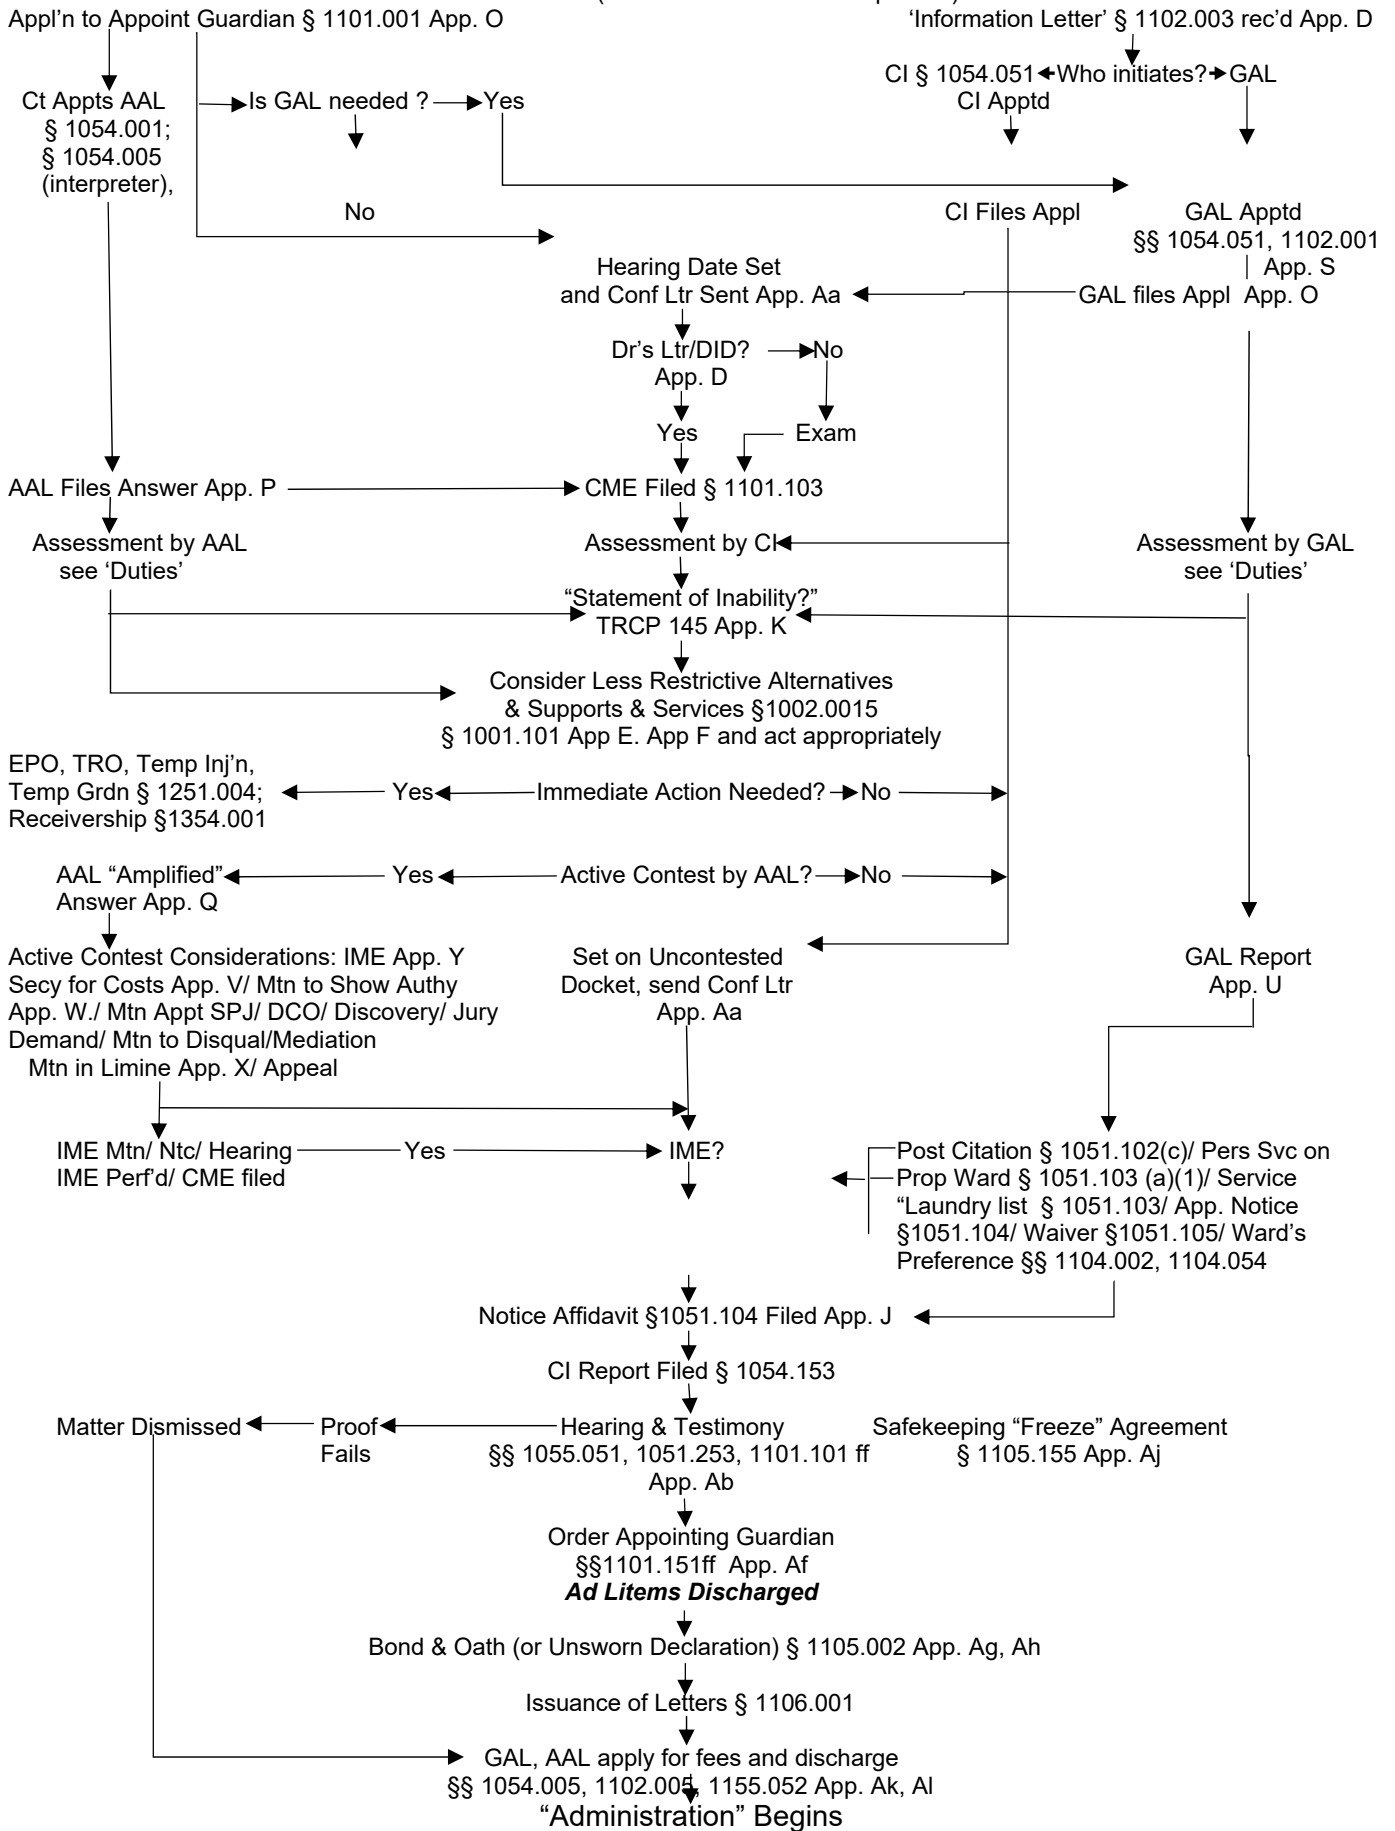 Appl'n to Appoint Guardian § 1101.001 App. O
'Information Letter' § 1102.003 rec'd App. D
CI § 1054.051
Who initiates?
GAL
CI Apptd
Ct Appts AAL
§ 1054.001;
§ 1054.005
(interpreter),
Is GAL needed ?
Yes
No
CI Files Appl
GAL Apptd
§§ 1054.051, 1102.001
App. S
GAL files Appl App. O
Hearing Date Set
and Conf Ltr Sent App. Aa
Dr's Ltr/DID?
App. D
No
Yes
Exam
AAL Files Answer App. P
CME Filed § 1101.103
Assessment by AAL
see 'Duties'
Assessment by CI
Assessment by GAL
see 'Duties'
“Statement of Inability?”
TRCP 145 App. K
Consider Less Restrictive Alternatives
& Supports & Services §1002.0015
§ 1001.101 App E. App F and act appropriately
EPO, TRO, Temp Inj'n,
Temp Grdn § 1251.004;
Receivership §1354.001
Yes
Immediate Action Needed?
No
AAL “Amplified”
Answer App. Q
Yes
Active Contest by AAL?
No
Active Contest Considerations: IME App. Y
Secy for Costs App. V/ Mtn to Show Authy
App. W./ Mtn Appt SPJ/ DCO/ Discovery/ Jury
Demand/ Mtn to Disqual/Mediation
Mtn in Limine App. X/ Appeal
Set on Uncontested
Docket, send Conf Ltr
App. Aa
GAL Report
App. U
IME Mtn/ Ntc/ Hearing
IME Perf'd/ CME filed
Yes
IME?
Post Citation § 1051.102(c)/ Pers Svc on
Prop Ward § 1051.103 (a)(1)/ Service
“Laundry list § 1051.103/ App. Notice
§1051.104/ Waiver §1051.105/ Ward's
Preference §§ 1104.002, 1104.054
Notice Affidavit §1051.104 Filed App. J
CI Report Filed § 1054.153
Matter Dismissed
Proof
Fails
Hearing & Testimony
§§ 1055.051, 1051.253, 1101.101 ff
App. Ab
Safekeeping “Freeze” Agreement
§ 1105.155 App. Aj
Order Appointing Guardian
§§1101.151ff App. Af
Ad Litems Discharged
Bond & Oath (or Unsworn Declaration) § 1105.002 App. Ag, Ah
Issuance of Letters § 1106.001
GAL, AAL apply for fees and discharge
§§ 1054.005, 1102.005, 1155.052 App. Ak, Al
“Administration” Begins